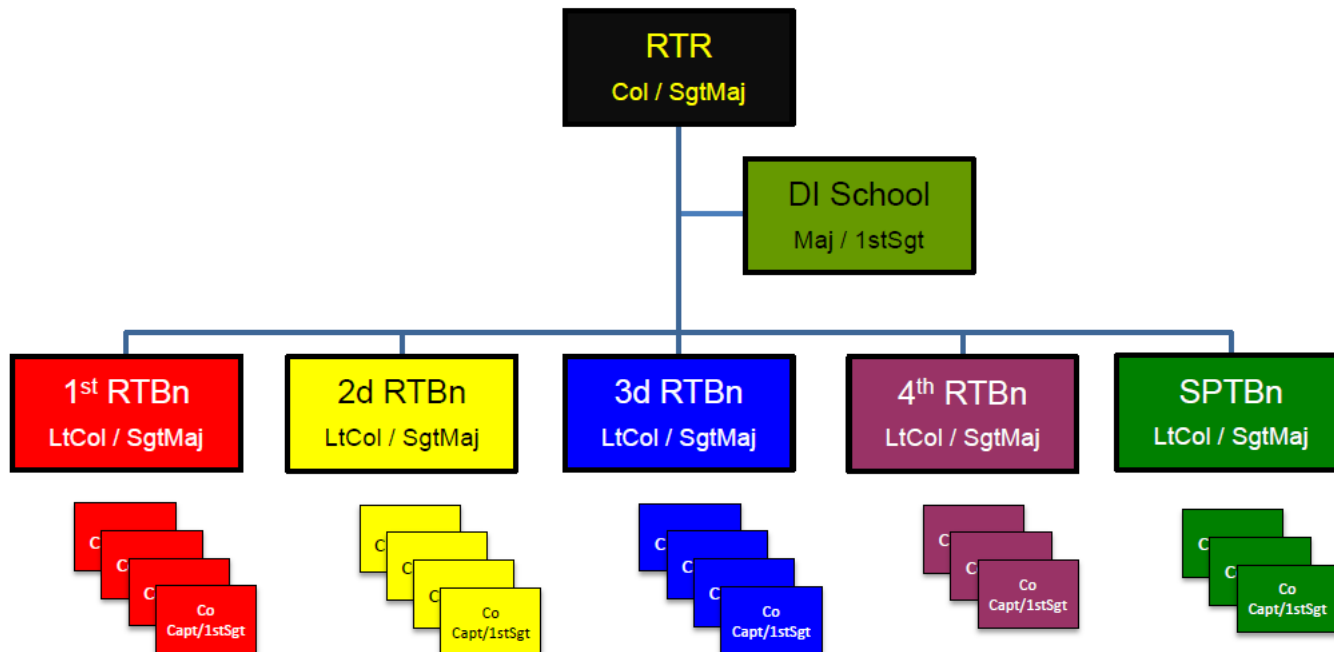 RTR
Col / SgtMaj
DI School
Maj / 1stSgt
1st RTBn
LtCol / SgtMaj
2d RTBn
LtCol / SgtMaj
3d RTBn
LtCol / SgtMaj
4th RTBn
LtCol / SgtMaj
SPTBn
LtCol / SgtMaj
C
C
C
Co
Capt/1stSgt
C
C
C
Co
Capt/1stSgt
C
C
C
Co
Capt/1stSgt
C
C
Co
Capt/1stSgt
C
C
Co
Capt/1stSgt